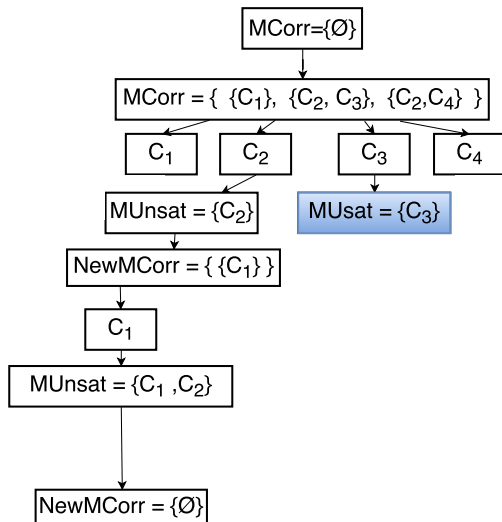 MCorr={Ø}
MCorr = { {C₁}, {C₂, C₃}, {C₂,C₄} }
C₁ C₂ C₃ C₄
MUnsat = {C₂} MUsat = {C₃}
NewMCorr = { {C₁} }
C₁
MUnsat = {C₁ ,C₂}
NewMCorr = {Ø}